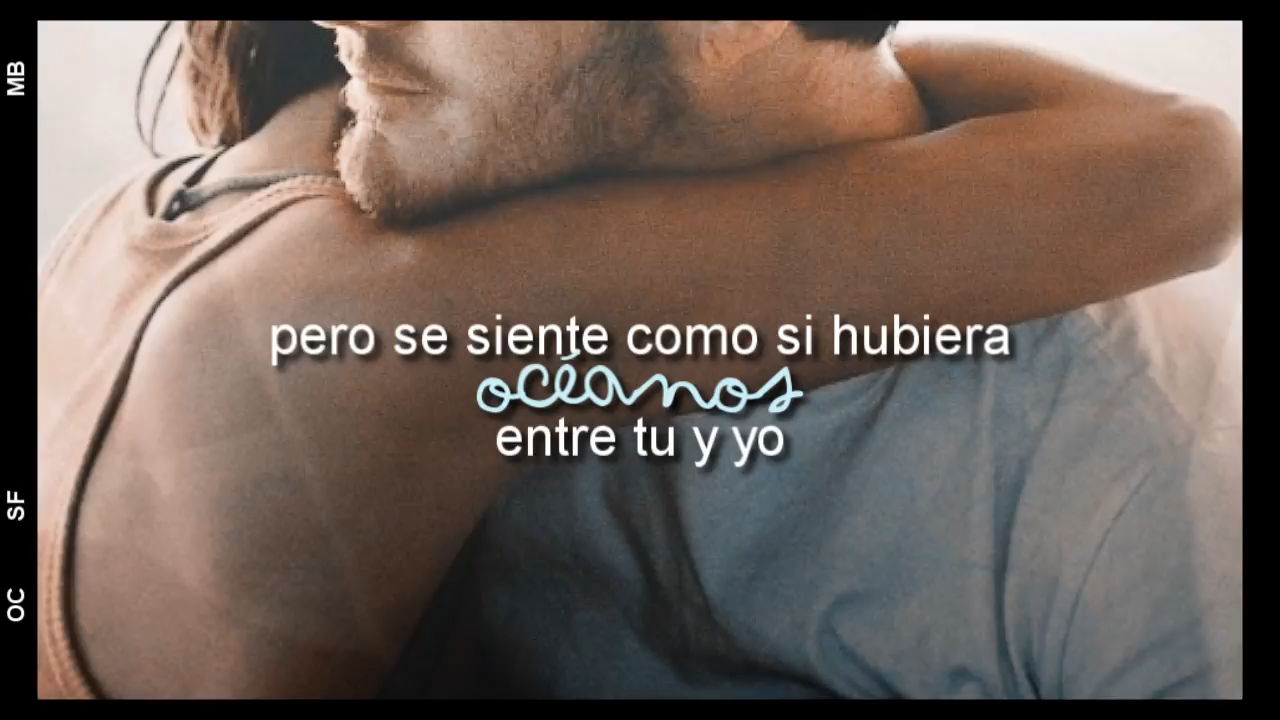 MB
pero se siente como si hubiera
océanos
entre tu y yo
SF
OC